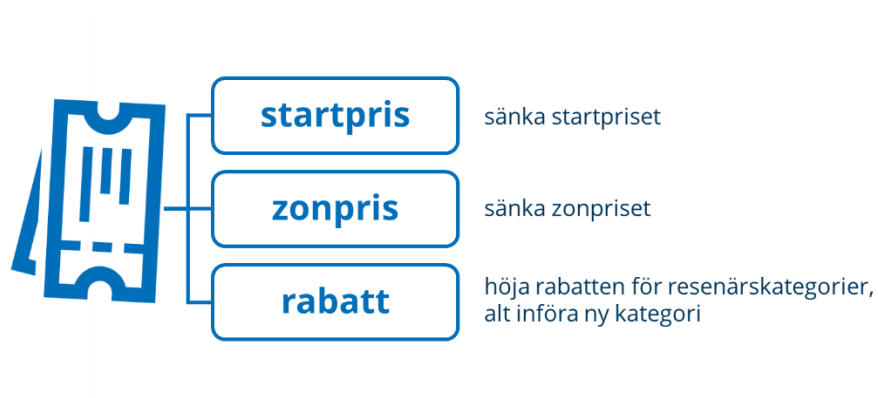 startpris
sänka startpriset
zonpris
sänka zonpriset
rabatt
höja rabatten för resenärskategorier,
alt införa ny kategori